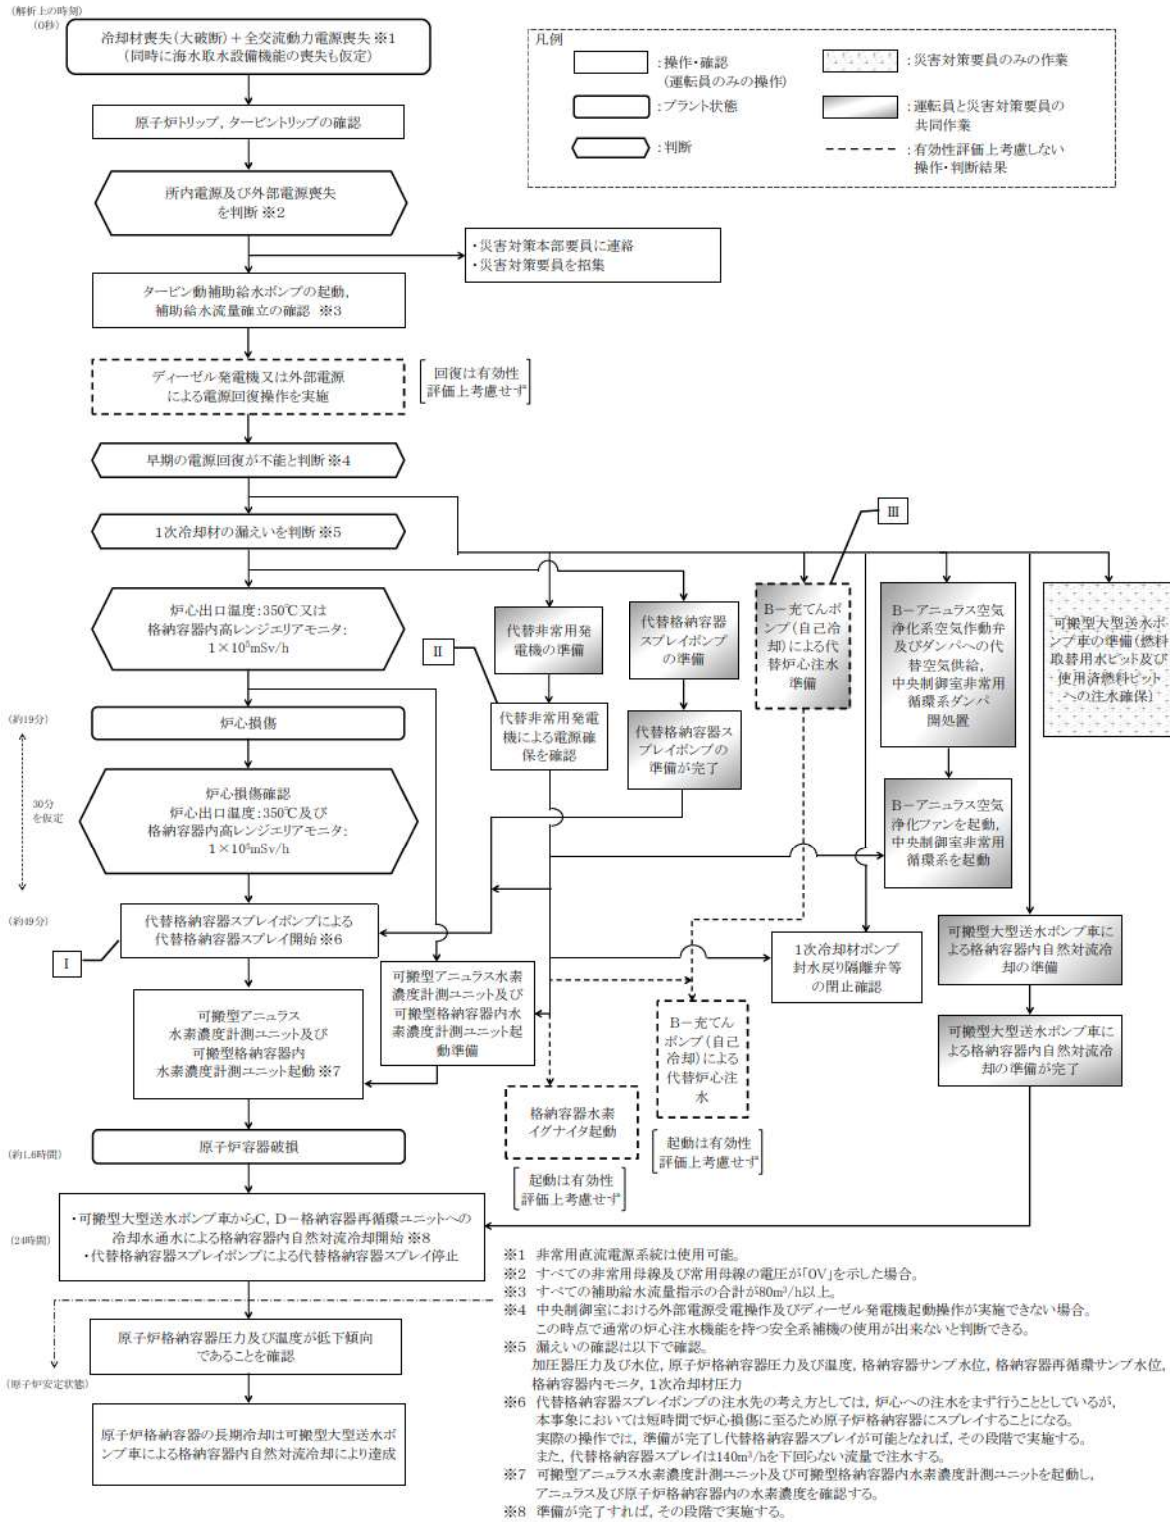 (解析上の時刻)
(0秒)
冷却材喪失(大破断)+全交流動力電源喪失※1
(同時に海水取水設備機能の喪失も仮定)
原子炉トリップ, タービントリップの確認
所内電源及び外部電源喪失
を判断※2
・災害対策本部要員に連絡
・災害対策要員を招集
タービン動補助給水ポンプの起動,
補助給水流量確立の確認 ※3
ディーゼル発電機又は外部電源
による電源回復操作を実施
回復は有効性
評価上考慮せず
早期の電源回復が不能と判断※4
1次冷却材の漏えいを判断※5
炉心出口温度:350℃又は
格納容器内高レンジエリアモニタ:
1×10⁵mSv/h
(約19分)
炉心損傷
30分
を仮定
炉心損傷確認
炉心出口温度:350℃及び
格納容器内高レンジエリアモニタ:
1×10⁵mSv/h
(約49分)
代替格納容器スプレイポンプによる
代替格納容器スプレイ開始※6
Ⅰ
可搬型アニュラス
水素濃度計測ユニット及び
可搬型格納容器内
水素濃度計測ユニット起動※7
(約1.6時間)
原子炉容器破損
(24時間)
・可搬型大型送水ポンプ車からC, D-格納容器再循環ユニットへの
冷却水通水による格納容器内自然対流冷却開始 ※8
・代替格納容器スプレイポンプによる代替格納容器スプレイ停止
原子炉格納容器圧力及び温度が低下傾向
であることを確認
(原子炉安定状態)
原子炉格納容器の長期冷却は可搬型大型送水ポ
ンプ車による格納容器内自然対流冷却により達成
凡例
:操作・確認
(運転員のみの操作)
:プラント状態
:判断
:災害対策要員のみの作業
:運転員と災害対策要員の
共同作業
:有効性評価上考慮しない
操作・判断結果
Ⅱ
Ⅲ
代替非常用発
電機の準備
代替非常用発電
機による電源確
保を確認
代替格納容器
スプレイポンプ
の準備
代替格納容器ス
プレイポンプの
準備が完了
B-充てんポ
ンプ(自己冷
却)による代
替炉心注水
準備
B-アニュラス空気
浄化系空気作動弁
及びダンパへの代
替空気供給,
中央制御室非常用
循環系ダンパ
開処置
B-アニュラス空気
浄化ファンを起動,
中央制御室非常用
循環系を起動
可搬型大型送水ポ
ンプ車の準備(燃料
取替用水ピット及び
使用済燃料ピット
への注水確保)
可搬型アニュラス水素
濃度計測ユニット及び
可搬型格納容器内水
素濃度計測ユニット起
動準備
1次冷却材ポンプ
封水戻り隔離弁等
の閉止確認
可搬型大型送水ポンプ車
による格納容器内自然対流冷
却の準備
可搬型大型送水ポンプ車に
よる格納容器内自然対流冷
却の準備が完了
B-充てん
ポンプ(自己
冷却)による
代替炉心注
水
格納容器水素
イグナイタ起動
起動は有効性
評価上考慮せず
起動は有効性
評価上考慮せず
※1 非常用直流電源系統は使用可能。
※2 すべての非常用母線及び常用母線の電圧が「0V」を示した場合。
※3 すべての補助給水流量指示の合計が80m³/h以上。
※4 中央制御室における外部電源受電操作及びディーゼル発電機起動操作が実施できない場合。
この時点で通常の炉心注水機能を持つ安全系補機の使用が出来ないと判断できる。
※5 漏えいの確認は以下で確認。
加圧器圧力及び水位, 原子炉格納容器圧力及び温度, 格納容器サンプ水位, 格納容器再循環サンプ水位,
格納容器内モニタ, 1次冷却材圧力
※6 代替格納容器スプレイポンプの注水先の考え方としては, 炉心への注水をまず行うこととしているが,
本事象においては短時間で炉心損傷に至るため原子炉格納容器にスプレイすることになる。
実際の操作では, 準備が完了し代替格納容器スプレイが可能となれば, その段階で実施する。
また, 代替格納容器スプレイは140m³/hを下回らない流量で注水する。
※7 可搬型アニュラス水素濃度計測ユニット及び可搬型格納容器内水素濃度計測ユニットを起動し,
アニュラス及び原子炉格納容器内の水素濃度を確認する。
※8 準備が完了すれば, その段階で実施する。